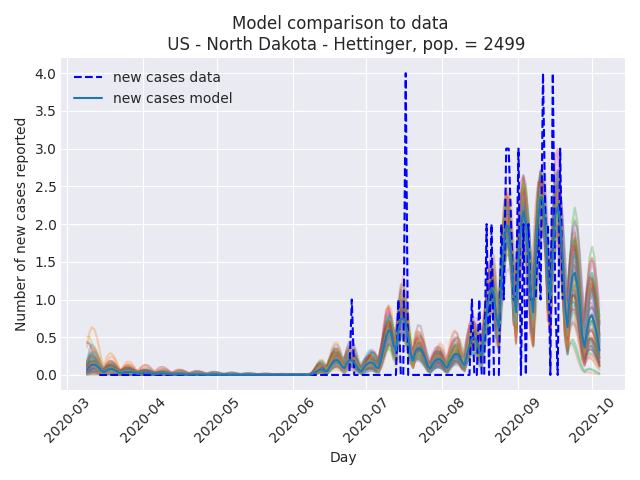 Model comparison to data
US - North Dakota - Hettinger, pop. = 2499
new cases data
new cases model
Number of new cases reported
4.0
3.5
3.0
2.5
2.0
1.5
1.0
0.5
0.0
2020-03
2020-04
2020-05
2020-06
2020-07
2020-08
2020-09
2020-10
Day